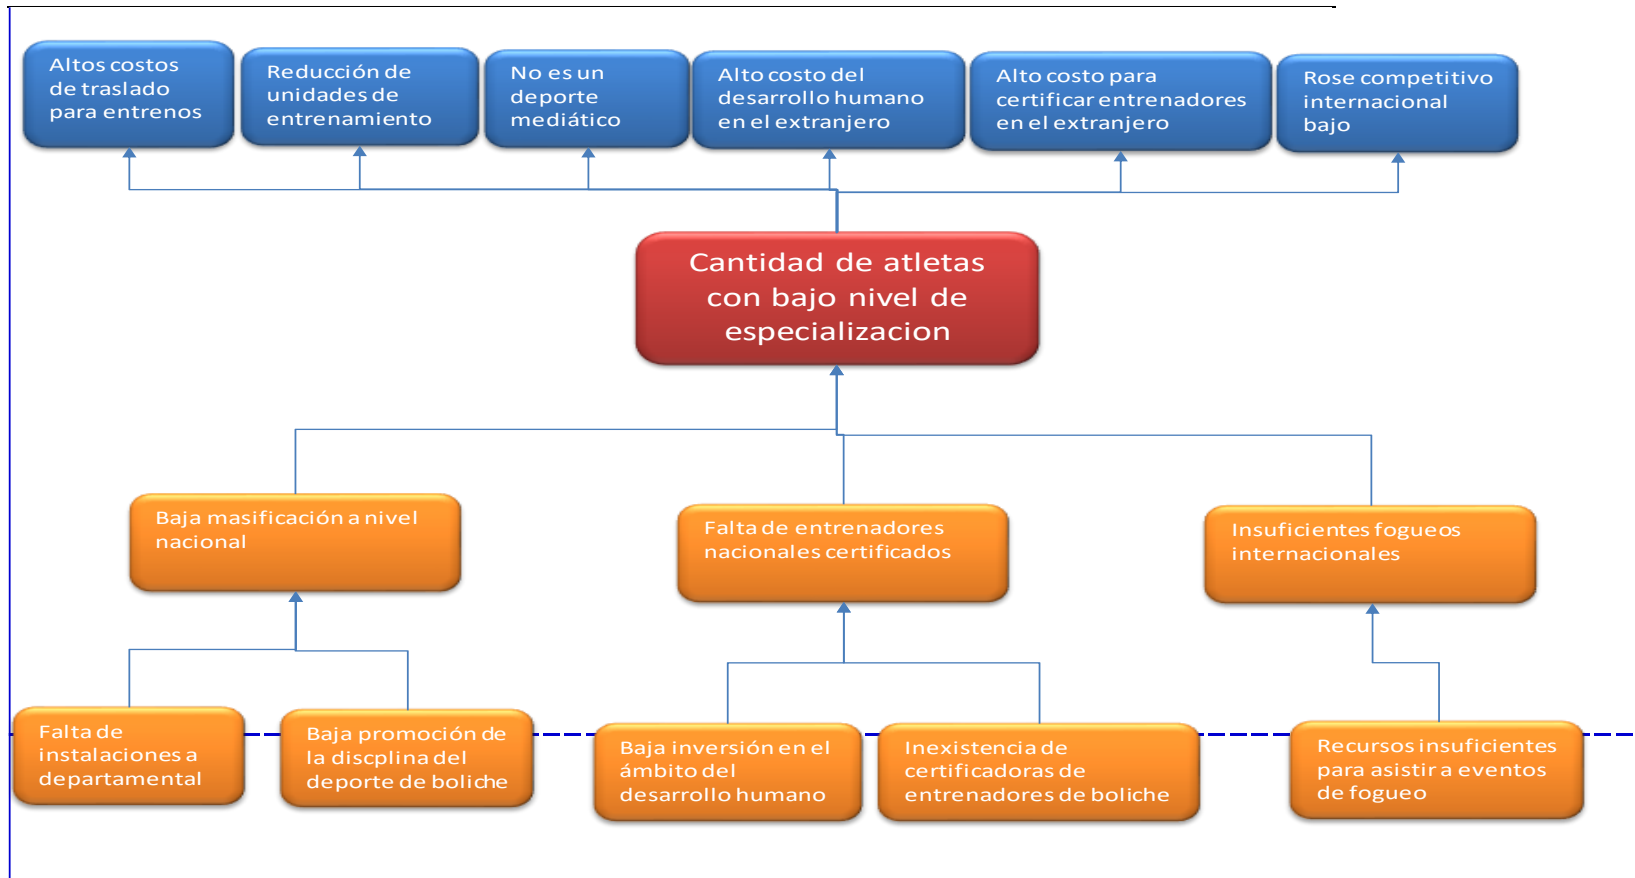 Altos costos
de traslado
para entrenos
Reducción de
unidades de
entrenamiento
No es un
deporte
mediático
Alto costo del
desarrollo humano
en el extranjero
Alto costo para
certificar entrenadores
en el extranjero
Rose competitivo
internacional
bajo
Cantidad de atletas
con bajo nivel de
especializacion
Baja masificación a nivel
nacional
Falta de entrenadores
nacionales certificados
Insuficientes fogueos
internacionales
Falta de
instalaciones a
departamental
Baja promoción de
la discplina del
deporte de boliche
Baja inversión en el
ámbito del
desarrollo humano
Inexistencia de
certificadoras de
entrenadores de boliche
Recursos insuficientes
para asistir a eventos
de fogueo